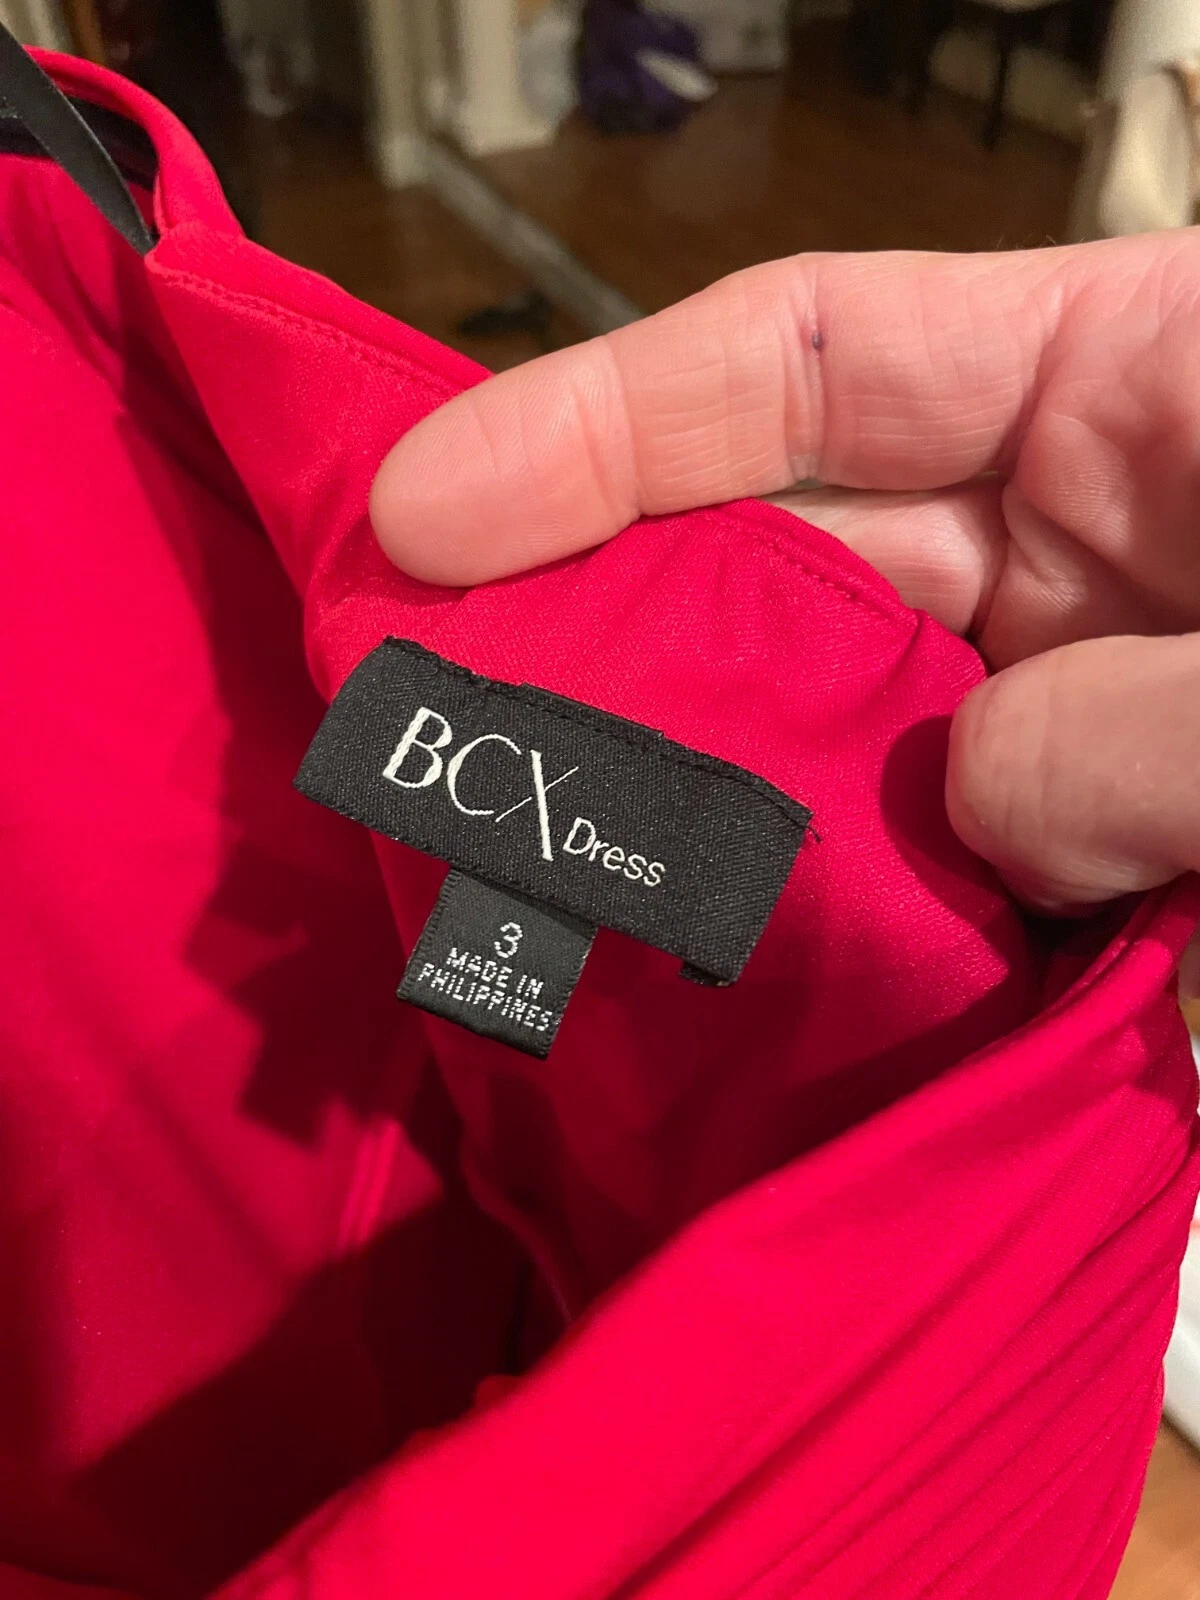 BCX Dress
3
MADE IN
PHILIPPINES